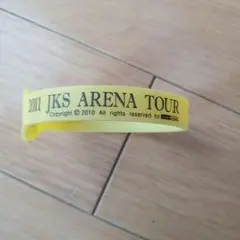 2011 JKS ARENA TOUR
Copyright © 2010 All rights reserved by